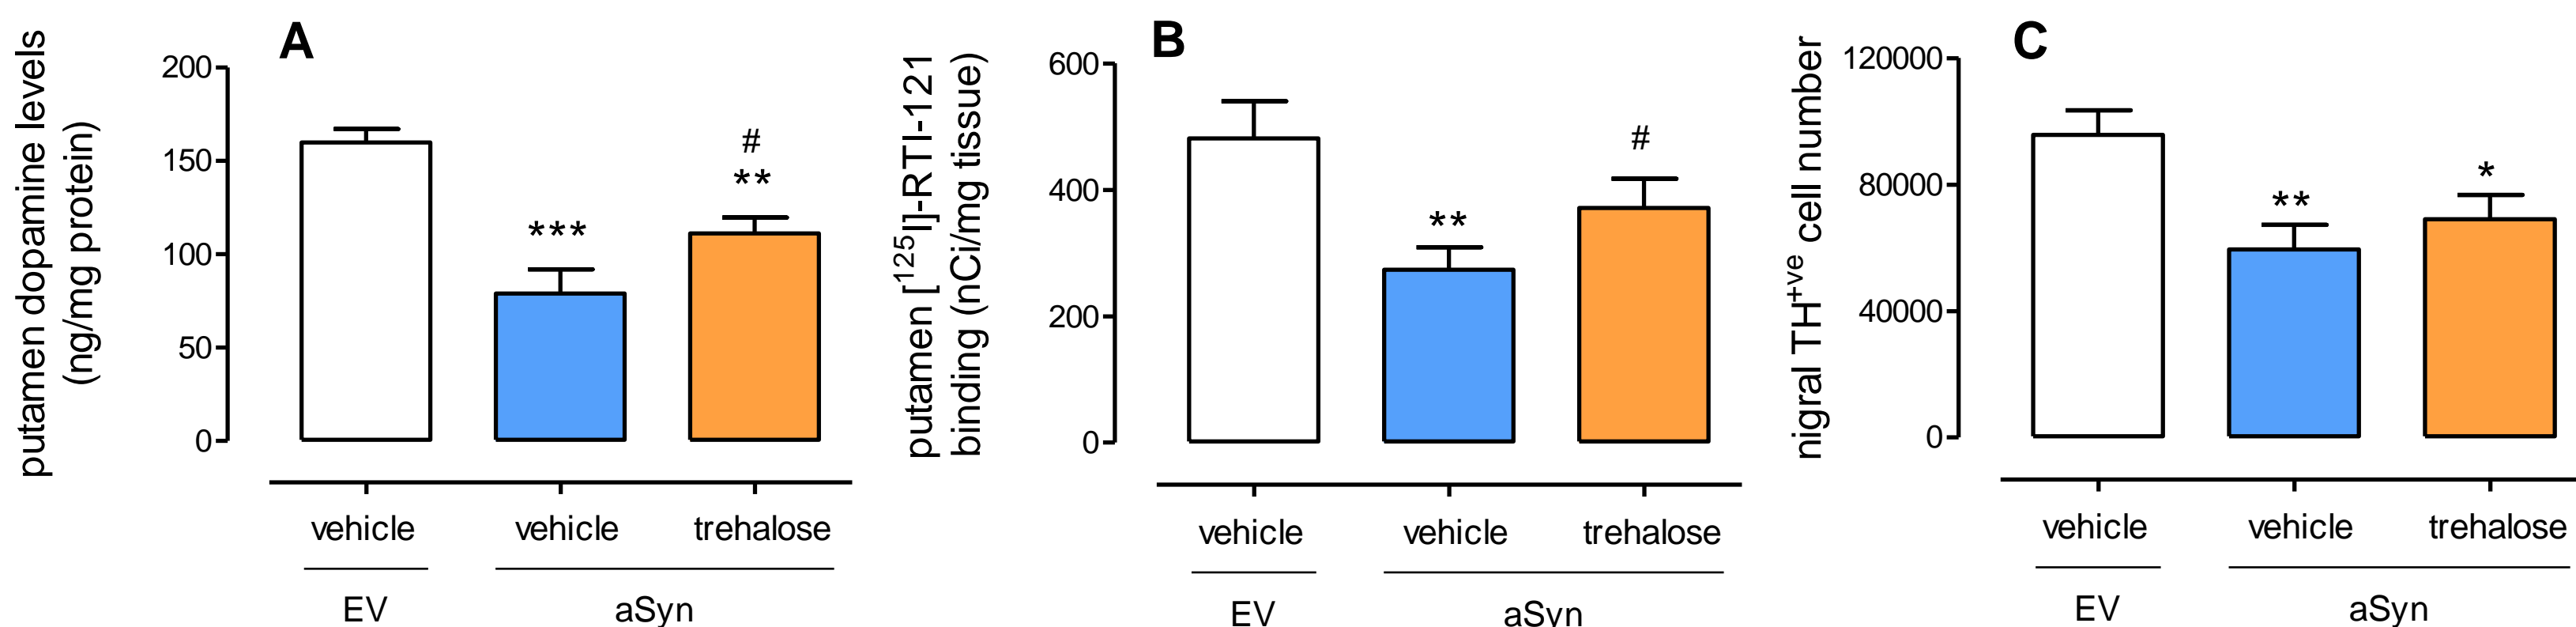 A
putamen dopamine levels
(ng/mg protein)
200
150
100
50
0
***
#
**
vehicle
vehicle
trehalose
EV
aSyn
B
putamen [125I]-RTI-121
binding (nCi/mg tissue)
600
400
200
0
**
#
vehicle
vehicle
trehalose
EV
aSyn
C
nigral TH+ve cell number
120000
80000
40000
0
**
*
vehicle
vehicle
trehalose
EV
aSyn